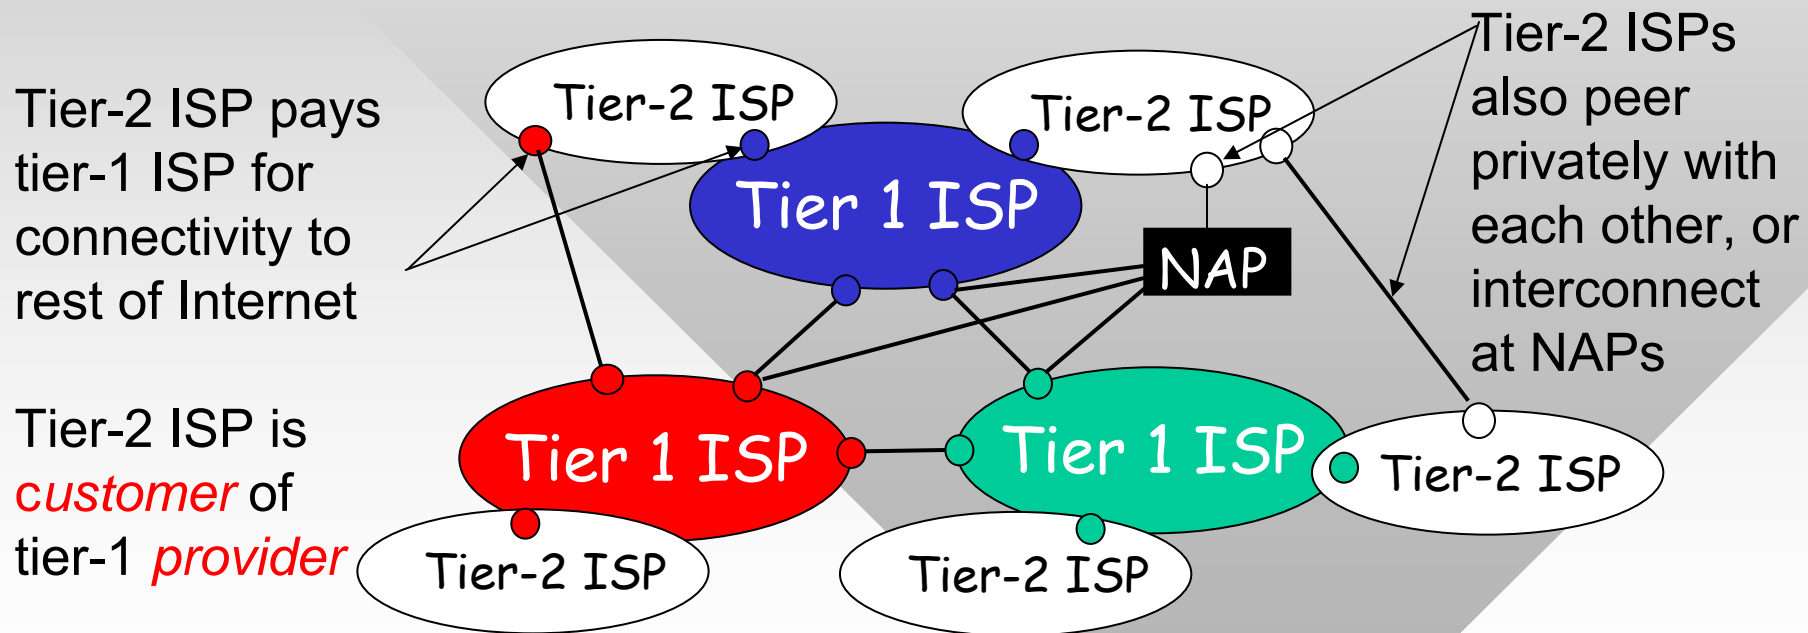 Tier-2 ISP pays
tier-1 ISP for
connectivity to
rest of Internet
Tier-2 ISP is
customer of
tier-1 provider
Tier-2 ISP
Tier-2 ISP
Tier 1 ISP
NAP
Tier 1 ISP
Tier 1 ISP
Tier-2 ISP
Tier-2 ISP
Tier-2 ISP
Tier-2 ISPs
also peer
privately with
each other, or
interconnect
at NAPs